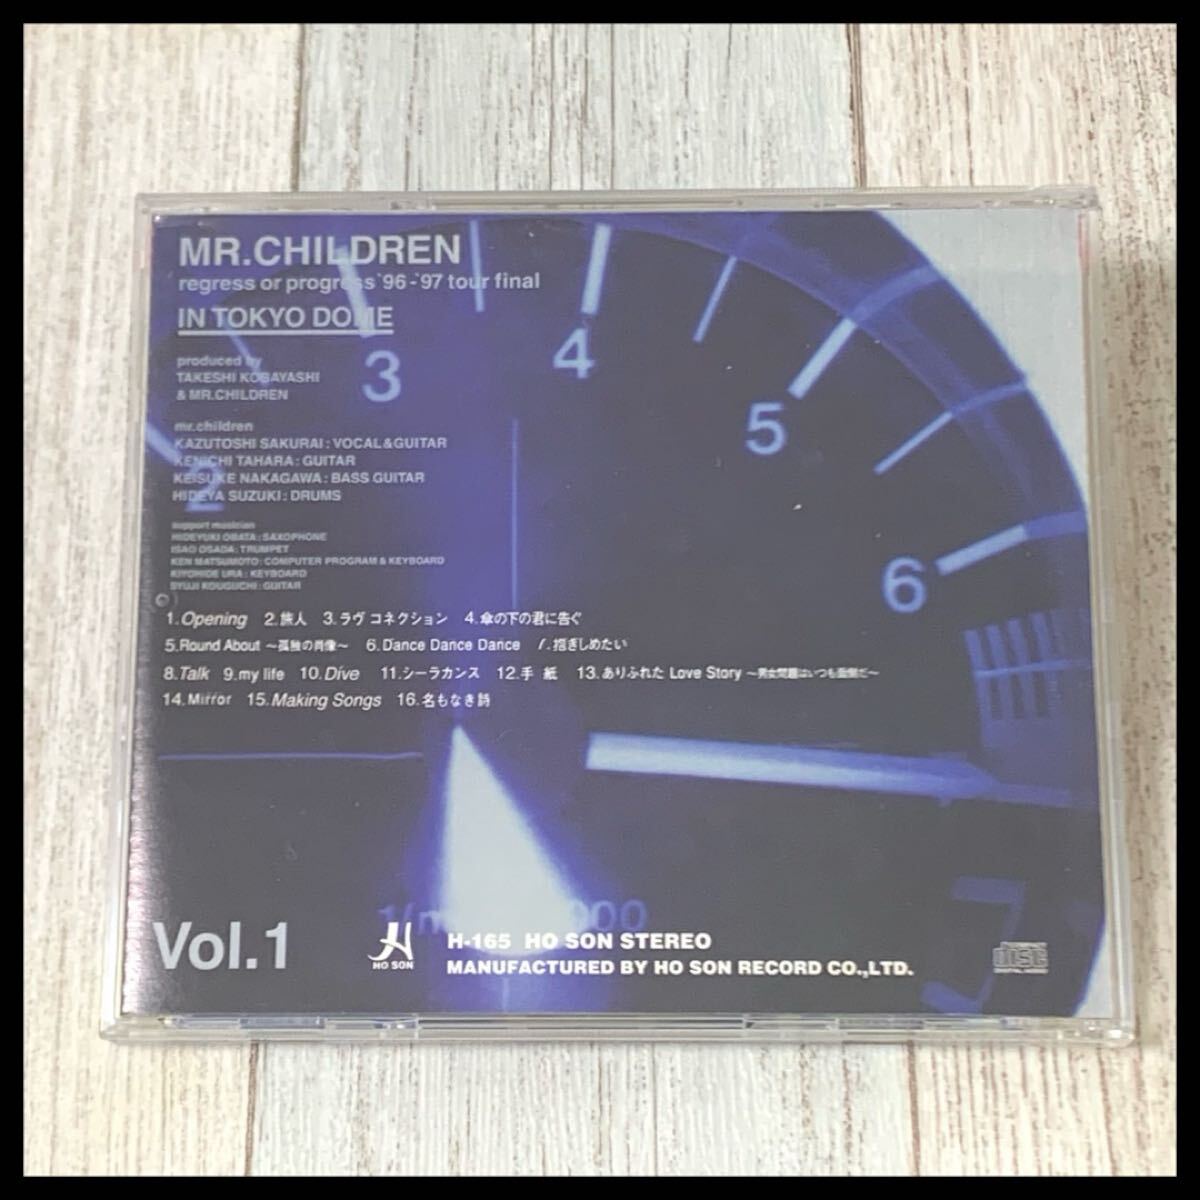 MR.CHILDREN
regress or progress '96-'97 tour final
IN TOKYO DOME
produced by
TAKESHI KOBAYASHI
& MR.CHILDREN
mr.children
KAZUTOSHI SAKURAI : VOCAL&GUITAR
KENICHI TAHARA : GUITAR
KEISUKE NAKAGAWA : BASS GUITAR
HIDEYA SUZUKI : DRUMS
support musician
HIDEYUKI OBATA : SAXOPHONE
ISAO OSADA : TRUMPET
KEN MATSUMOTO : COMPUTER PROGRAM & KEYBOARD
KIYOHIDE URA : KEYBOARD
SYUJI KOUGUCHI : GUITAR
1.Opening 2.旅人 3.ラヴ コネクション 4.傘の下の君に告ぐ
5.Round About 〜孤独の肖像〜 6.Dance Dance Dance 7.抱きしめたい
8.Talk 9.my life 10.Dive 11.シーラカンス 12.手 紙 13.ありふれた Love Story 〜男女問題はいつも面倒だ〜
14.Mirror 15.Making Songs 16.名もなき詩
2
3
4
5
6
7
Vol.1
HO SON
H-165 HO SON STEREO
MANUFACTURED BY HO SON RECORD CO.,LTD.
COMPACT
DISC
DIGITAL AUDIO